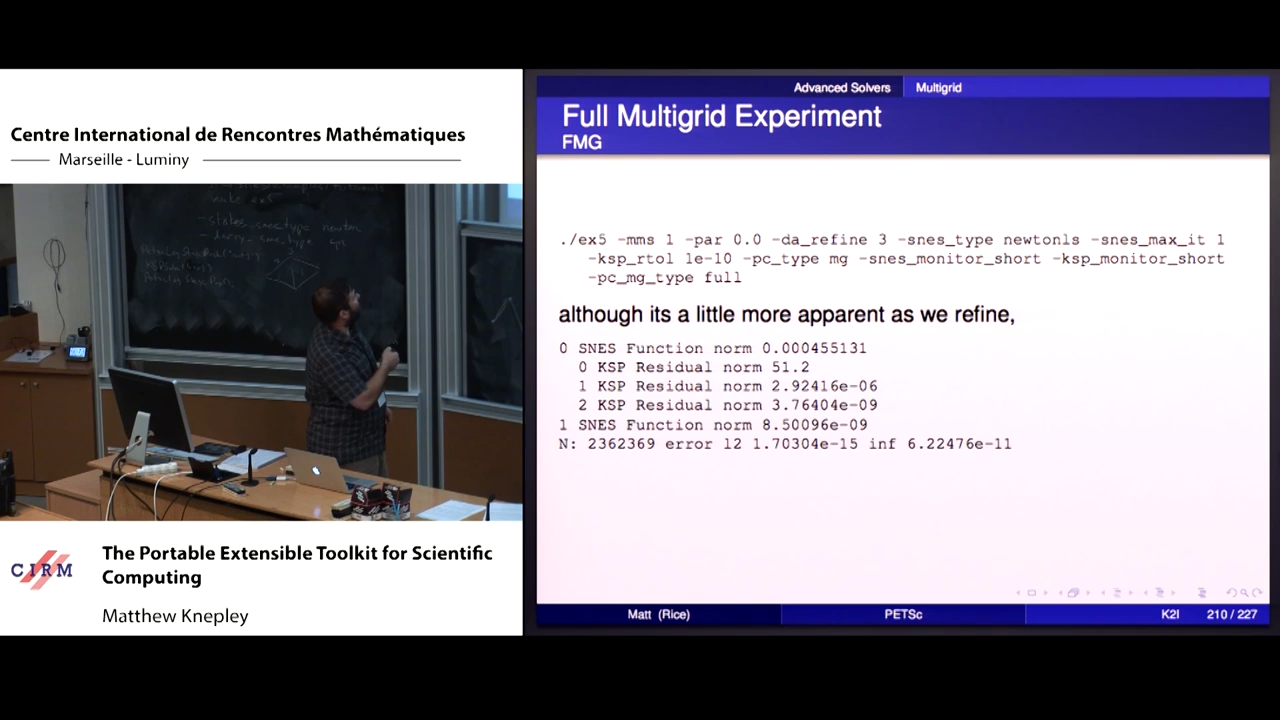 Centre International de Rencontres Mathématiques
Marseille - Luminy
make ex5
CIRM
The Portable Extensible Toolkit for Scientific
Computing
Matthew Knepley
Advanced Solvers Multigrid
Full Multigrid Experiment
FMG
./ex5 -mms 1 -par 0.0 -da_refine 3 -snes_type newtonls -snes_max_it 1
-ksp_rtol 1e-10 -pc_type mg -snes_monitor_short -ksp_monitor_short
-pc_mg_type full
although its a little more apparent as we refine,
0 SNES Function norm 0.000455131
0 KSP Residual norm 51.2
1 KSP Residual norm 2.92416e-06
2 KSP Residual norm 3.76404e-09
1 SNES Function norm 8.50096e-09
N: 2362369 error l2 1.70304e-15 inf 6.22476e-11
Matt (Rice) PETSc K2I 210 / 227